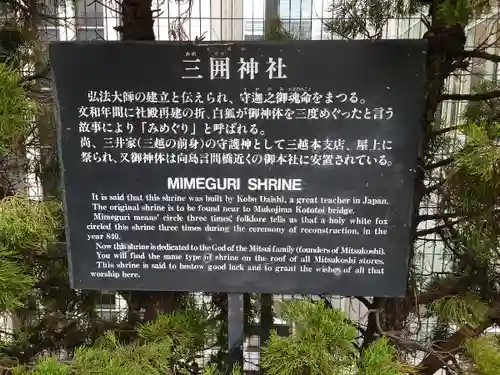 みめぐり
三囲神社
弘法大師の建立と伝えられ、守迦之御魂命をまつる。
文和年間に社殿再建の折、白狐が御神体を三度めぐったと言う
故事により「みめぐり」と呼ばれる。
尚、三井家(三越の前身)の守護神として三越本支店、屋上に
祭られ、又御神体は向島言問橋近くの御本社に安置されている。
MIMEGURI SHRINE
It is said that this shrine was built by Kobo Daishi, a great teacher in Japan.
The original shrine is to be found near to Mukojima Kototoi bridge.
Mimeguri means' circle three times', folklore tells us that a holy white fox
circled this shrine three times during the ceremony of reconstruction, in the
year 840.
Now this shrine is dedicated to the God of the Mitsui family (founders of Mitsukoshi).
You will find the same type of shrine on the roof of all Mitsukoshi stores.
This shrine is said to bestow good luck and to grant the wishes of all that
worship here.